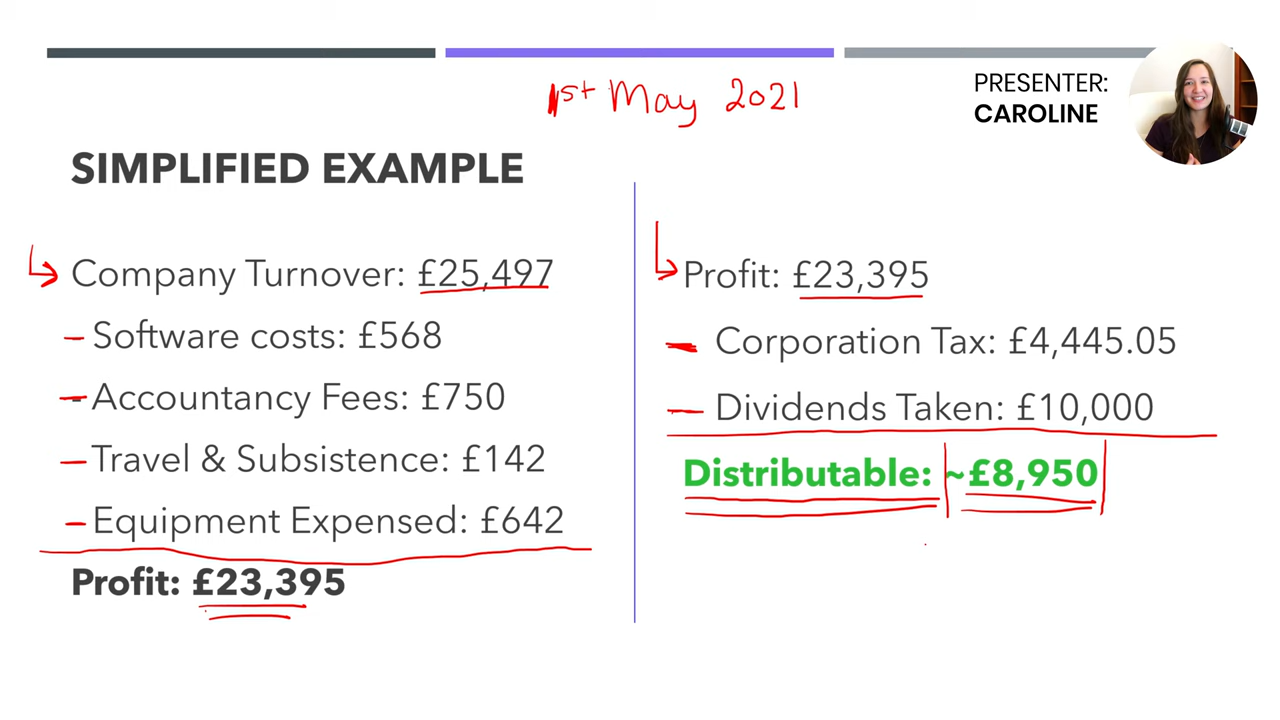 1st May 2021
PRESENTER:
CAROLINE
SIMPLIFIED EXAMPLE
Company Turnover: £25,497
- Software costs: £568
- Accountancy Fees: £750
- Travel & Subsistence: £142
- Equipment Expensed: £642
Profit: £23,395
Profit: £23,395
- Corporation Tax: £4,445.05
- Dividends Taken: £10,000
Distributable: ~£8,950